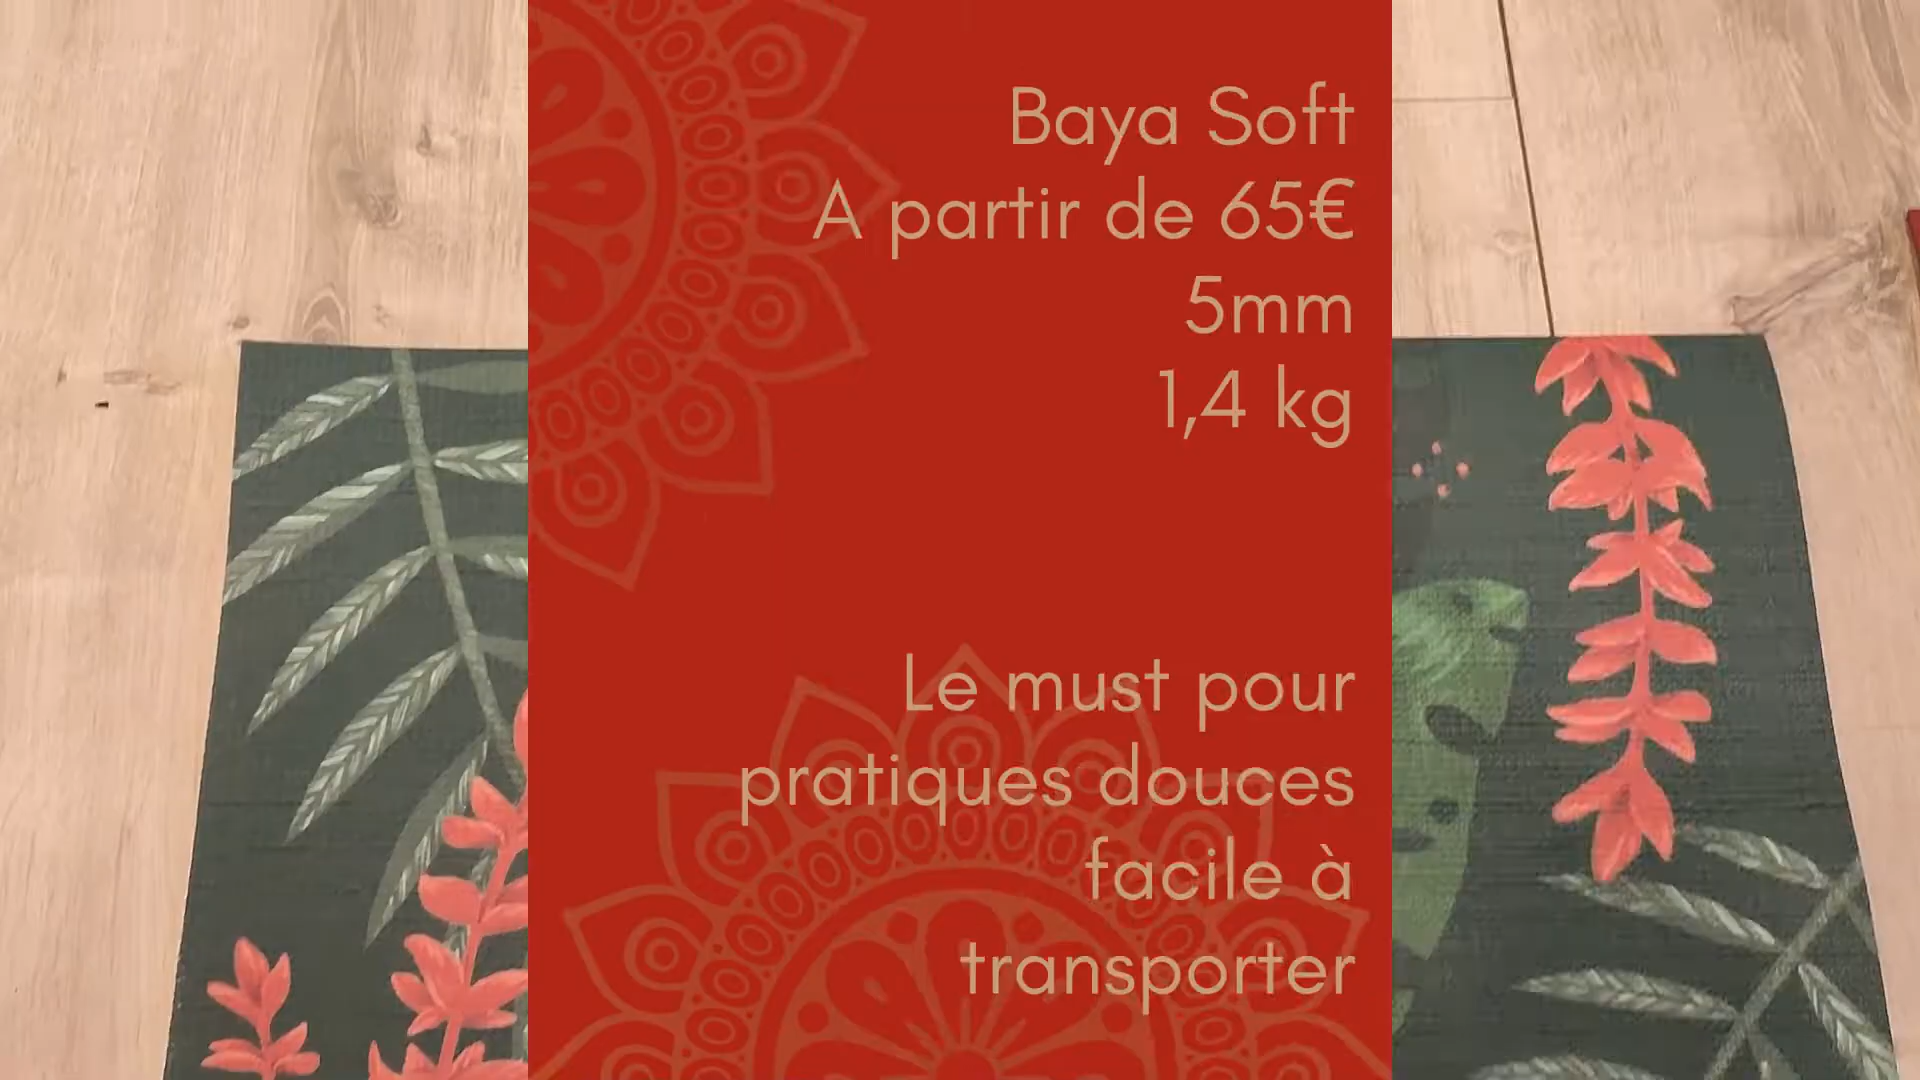 Baya Soft
A partir de 65€
5mm
1,4 kg
Le must pour
pratiques douces
facile à
transporter